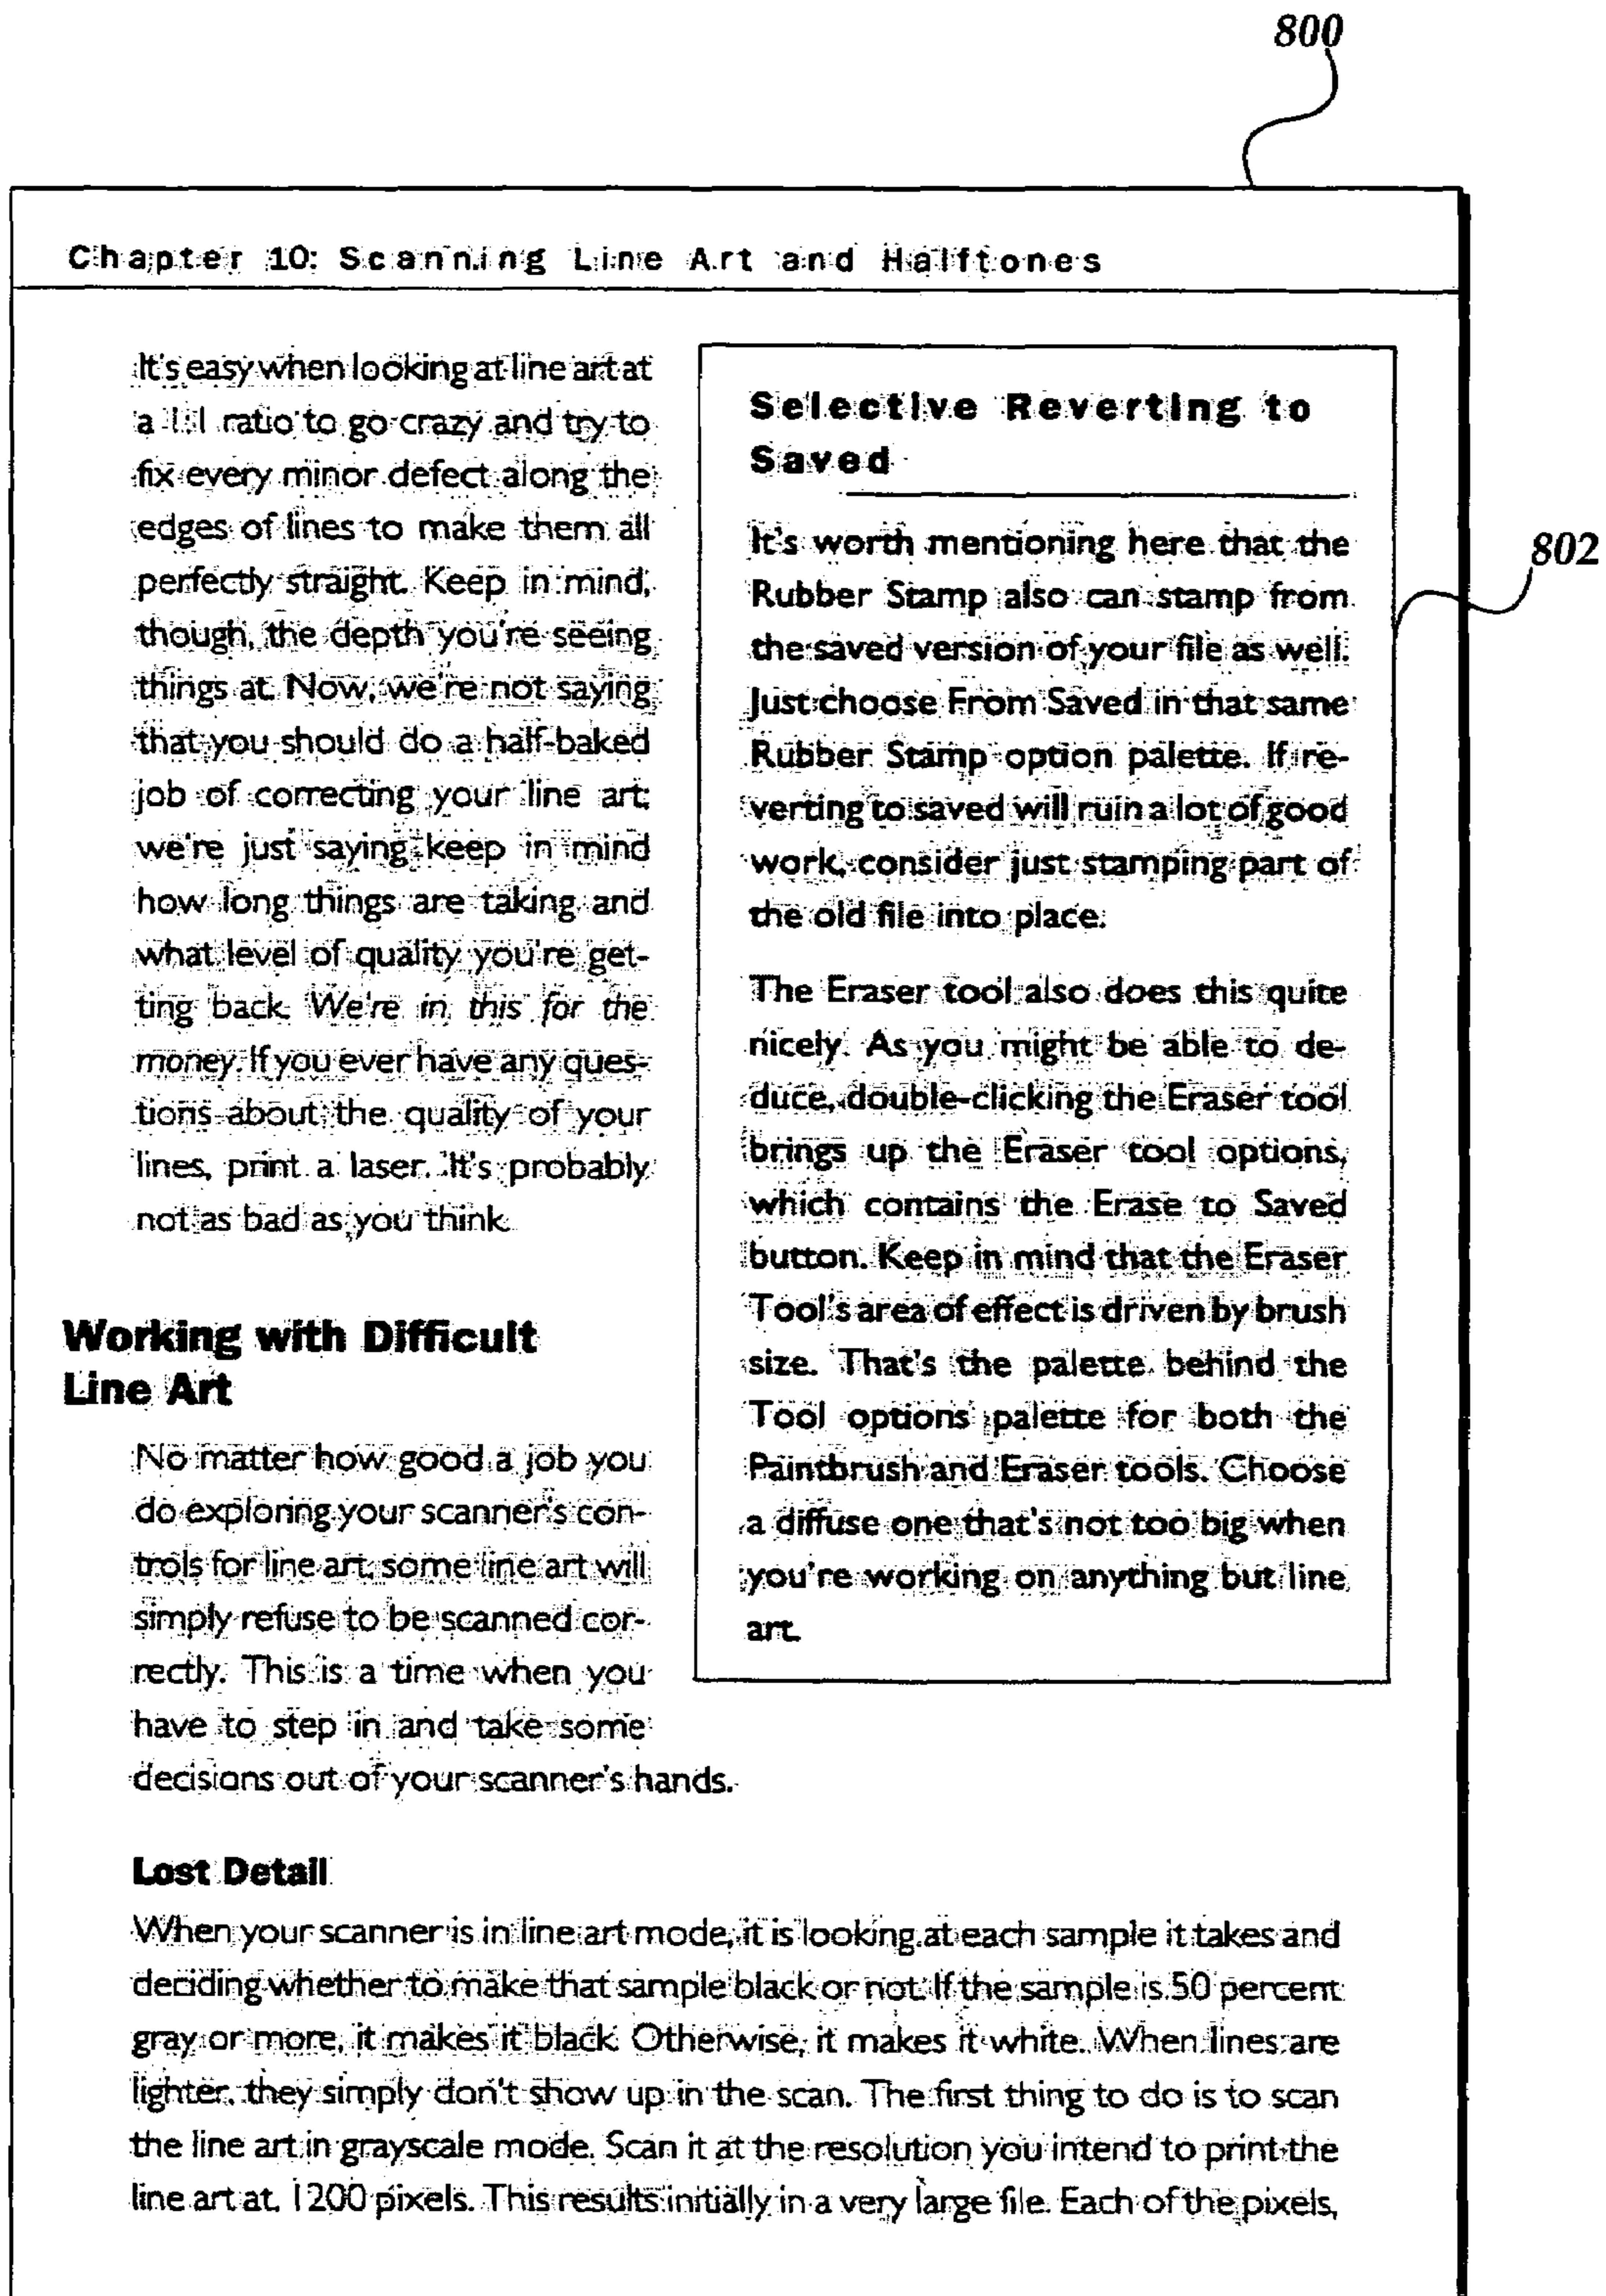 800
Chapter 10: Scanning Line Art and Halftones
It's easy when looking at line art at
a 1:1 ratio to go crazy and try to
fix every minor defect along the
edges of lines to make them all
perfectly straight. Keep in mind,
though, the depth you're seeing
things at. Now, we're not saying
that you should do a half-baked
job of correcting your line art;
we're just saying keep in mind
how long things are taking and
what level of quality you're get-
ting back. We're in this for the
money. If you ever have any ques-
tions about the quality of your
lines, print a laser. It's probably
not as bad as you think.
Working with Difficult
Line Art
No matter how good a job you
do exploring your scanner's con-
trols for line art, some line art will
simply refuse to be scanned cor-
rectly. This is a time when you
have to step in and take some
decisions out of your scanner's hands.
Selective Reverting to
Saved
802
It's worth mentioning here that the
Rubber Stamp also can stamp from
the saved version of your file as well.
Just choose From Saved in that same
Rubber Stamp option palette. If re-
verting to saved will ruin a lot of good
work, consider just stamping part of
the old file into place.
The Eraser tool also does this quite
nicely. As you might be able to de-
duce, double-clicking the Eraser tool
brings up the Eraser tool options,
which contains the Erase to Saved
button. Keep in mind that the Eraser
Tool's area of effect is driven by brush
size. That's the palette behind the
Tool options palette for both the
Paintbrush and Eraser tools. Choose
a diffuse one that's not too big when
you're working on anything but line
art.
Lost Detail
When your scanner is in line art mode, it is looking at each sample it takes and
deciding whether to make that sample black or not. If the sample is 50 percent
gray or more, it makes it black. Otherwise, it makes it white. When lines are
lighter, they simply don't show up in the scan. The first thing to do is to scan
the line art in grayscale mode. Scan it at the resolution you intend to print the
line art at. 1200 pixels. This results initially in a very large file. Each of the pixels,